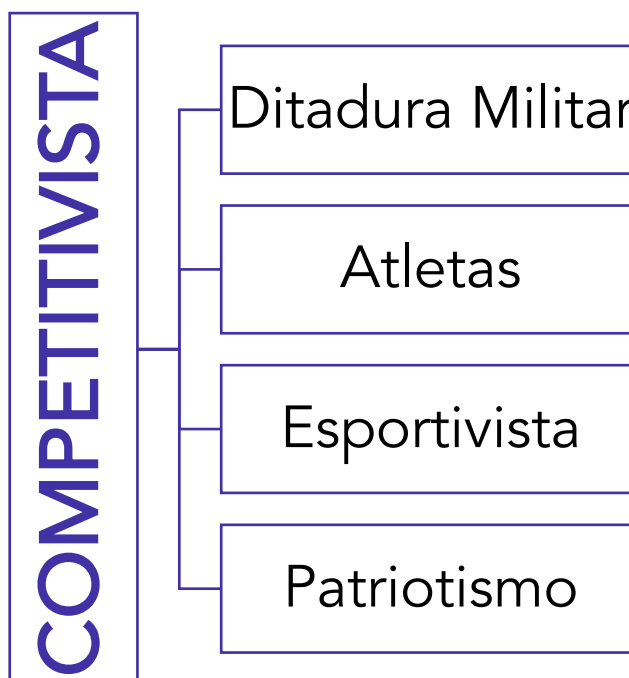 COMPETITIVISTA
Ditadura Militar
Atletas
Esportivista
Patriotismo